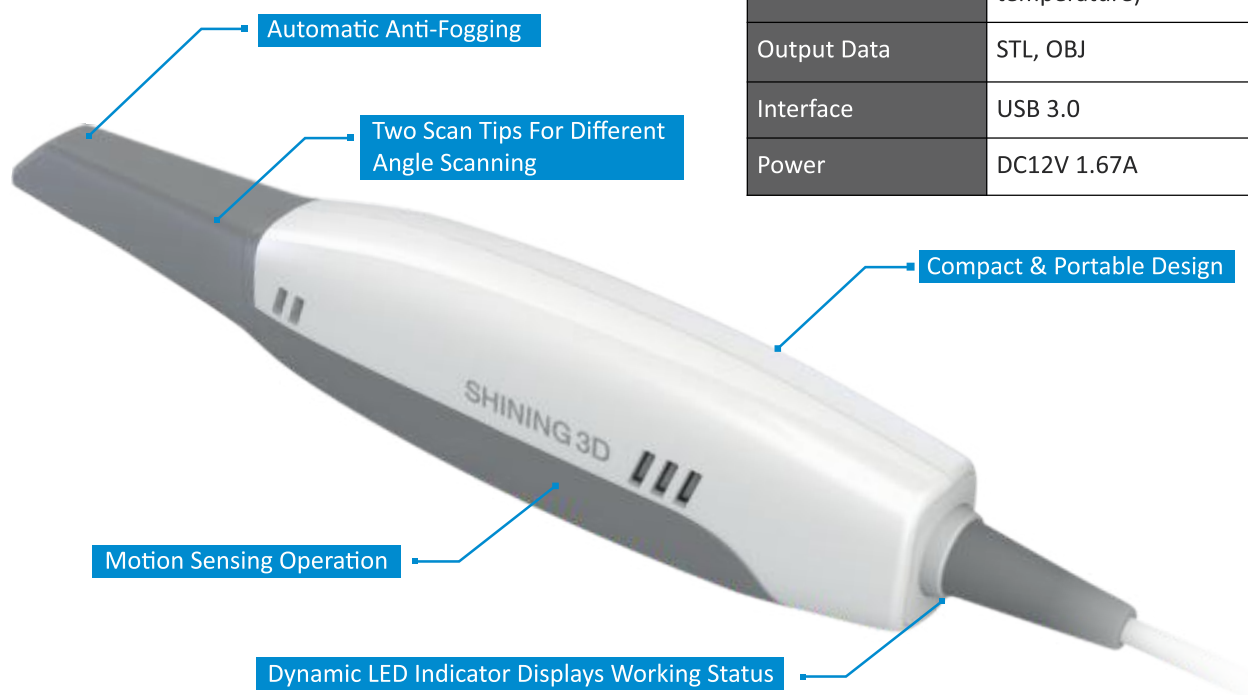 Automatic Anti-Fogging
temperature)
Output Data STL, OBJ
Interface USB 3.0
Power DC12V 1.67A
Two Scan Tips For Different
Angle Scanning
Compact & Portable Design
SHINING 3D
Motion Sensing Operation
Dynamic LED Indicator Displays Working Status